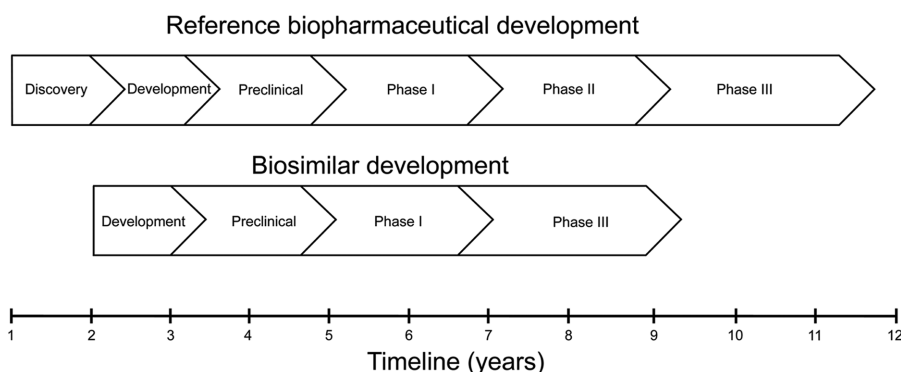 Reference biopharmaceutical development
Discovery Development Preclinical Phase I Phase II Phase III
Biosimilar development
Development Preclinical Phase I Phase III
1 2 3 4 5 6 7 8 9 10 11 12
Timeline (years)